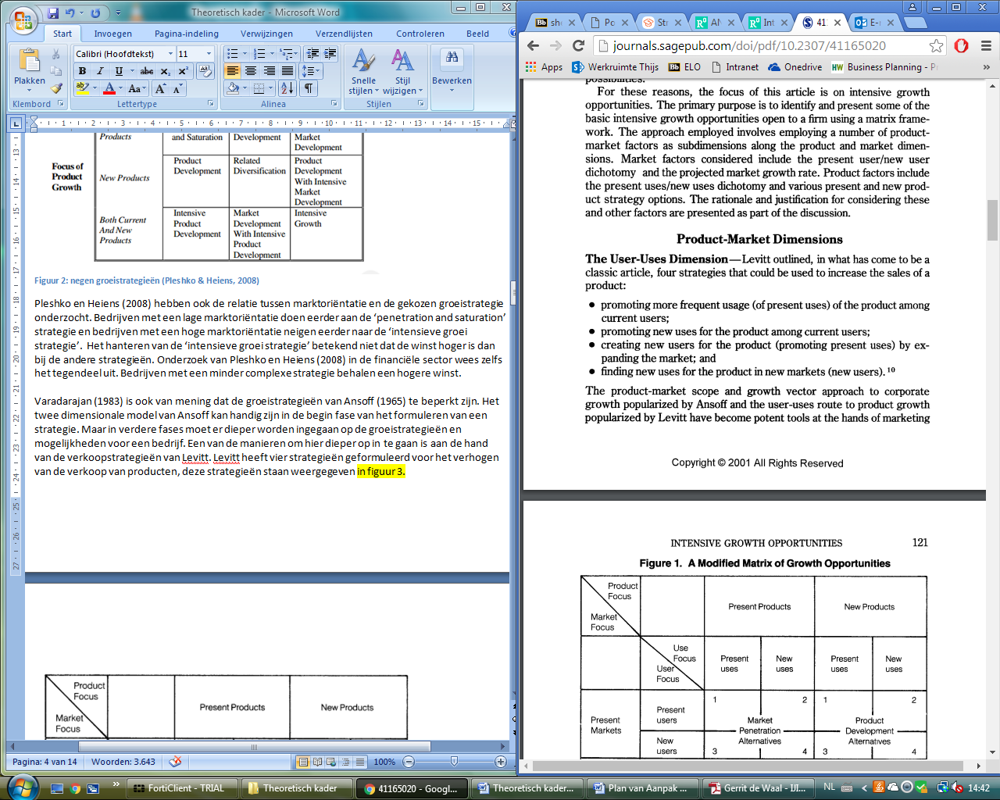 Theoretisch kader - Microsoft Word
Start
Invoegen
Pagina-indeling
Verwijzingen
Verzendlijsten
Controleren
Beeld
Plakken
Klembord
Calibri (Hoofdtekst)
11
Lettertype
Alinea
Snelle stijlen
Stijl wijzigen
Stijlen
Bewerken
1 2 3 4 5 6 7 8 9 10 11 12 13 14 15
Products
and Saturation
Development
Market Development
Focus of Product Growth
New Products
Product Development
Related Diversification
Product Development With Intensive Market Development
Both Current And New Products
Intensive Product Development
Market Development With Intensive Product Development
Intensive Growth
Figuur 2: negen groeistrategieën (Pleshko & Heiens, 2008)
Pleshko en Heiens (2008) hebben ook de relatie tussen marktoriëntatie en de gekozen groeistrategie
onderzocht. Bedrijven met een lage marktoriëntatie doen eerder aan de ‘penetration and saturation’
strategie en bedrijven met een hoge marktoriëntatie neigen eerder naar de ‘intensieve groei
strategie’.  Het hanteren van de ‘intensieve groei strategie’ betekend niet dat de winst hoger is dan
bij de andere strategieën. Onderzoek van Pleshko en Heiens (2008) in de financiële sector wees zelfs
het tegendeel uit. Bedrijven met een minder complexe strategie behalen een hogere winst.
Varadarajan (1983) is ook van mening dat de groeistrategieën van Ansoff (1965) te beperkt zijn. Het
twee dimensionale model van Ansoff kan handig zijn in de begin fase van het formuleren van een
strategie. Maar in verdere fases moet er dieper worden ingegaan op de groeistrategieën en
mogelijkheden voor een bedrijf. Een van de manieren om hier dieper op in te gaan is aan de hand
van de verkoopstrategieën van Levitt. Levitt heeft vier strategieën geformuleerd voor het verhogen
van de verkoop van producten, deze strategieën staan weergegeven in figuur 3.
Product Focus
Market Focus
Present Products
New Products
Pagina: 4 van 14
Woorden: 3.643
100%
journals.sagepub.com/doi/pdf/10.2307/41165020
Apps
Werkruimte Thijs
ELO
Intranet
Onedrive
Business Planning - P
possibilities.
For these reasons, the focus of this article is on intensive growth
opportunities. The primary purpose is to identify and present some of the
basic intensive growth opportunities open to a firm using a matrix frame-
work. The approach employed involves employing a number of product-
market factors as subdimensions along the product and market dimen-
sions. Market factors considered include the present user/new user
dichotomy and the projected market growth rate. Product factors include
the present uses/new uses dichotomy and various present and new prod-
uct strategy options. The rationale and justification for considering these
and other factors are presented as part of the discussion.
Product-Market Dimensions
The User-Uses Dimension—Levitt outlined, in what has come to be a
classic article, four strategies that could be used to increase the sales of a
product:
• promoting more frequent usage (of present uses) of the product among
current users;
• promoting new uses for the product among current users;
• creating new users for the product (promoting present uses) by ex-
panding the market; and
• finding new uses for the product in new markets (new users).¹⁰
The product-market scope and growth vector approach to corporate
growth popularized by Ansoff and the user-uses route to product growth
popularized by Levitt have become potent tools at the hands of marketing
Copyright © 2001 All Rights Reserved
INTENSIVE GROWTH OPPORTUNITIES 121
Figure 1. A Modified Matrix of Growth Opportunities
Product Focus
Market Focus
Present Products
New Products
Use Focus
User Focus
Present uses
New uses
Present uses
New uses
Present Markets
Present users
New users
1 2 1 2
Market Penetration Alternatives
Product Development Alternatives
3 4 3 4
FortiClient - TRIAL
Theoretisch kader
41165020 - Googl...
Theoretisch kader...
Plan van Aanpak ...
Gerrit de Waal - IJI...
NL
14:42